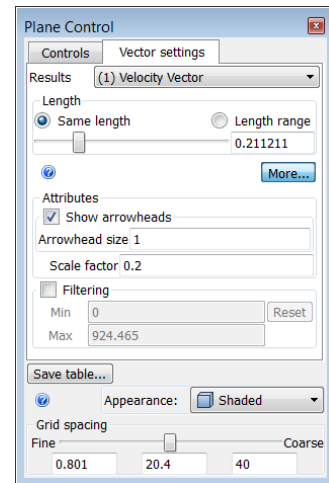 Plane Control
Controls Vector settings
Results (1) Velocity Vector
Length
Same length Length range
0.211211
More...
Attributes
Show arrowheads
Arrowhead size 1
Scale factor 0.2
Filtering
Min 0 Reset
Max 924.465
Save table...
Appearance: Shaded
Grid spacing
Fine Coarse
0.801 20.4 40